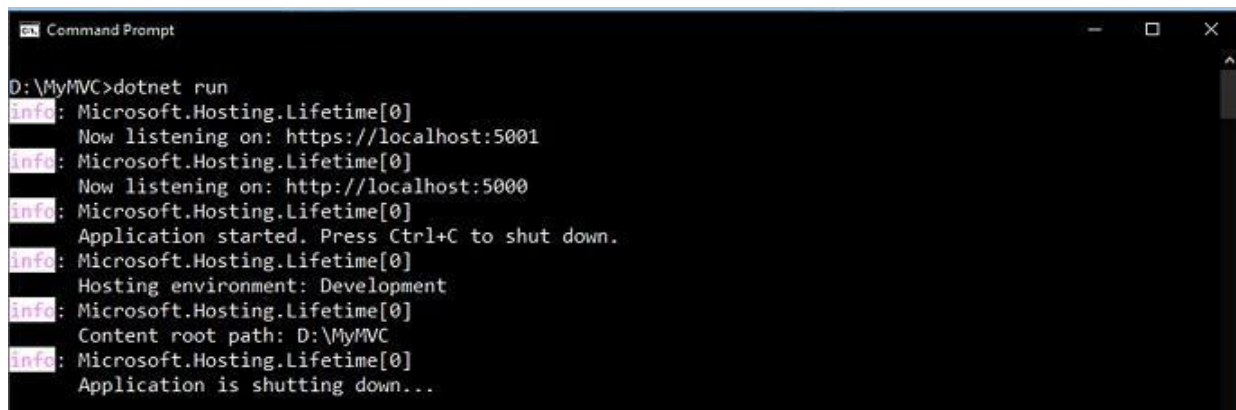 Command Prompt
D:\MyMVC>dotnet run
info: Microsoft.Hosting.Lifetime[0]
Now listening on: https://localhost:5001
info: Microsoft.Hosting.Lifetime[0]
Now listening on: http://localhost:5000
info: Microsoft.Hosting.Lifetime[0]
Application started. Press Ctrl+C to shut down.
info: Microsoft.Hosting.Lifetime[0]
Hosting environment: Development
info: Microsoft.Hosting.Lifetime[0]
Content root path: D:\MyMVC
info: Microsoft.Hosting.Lifetime[0]
Application is shutting down...